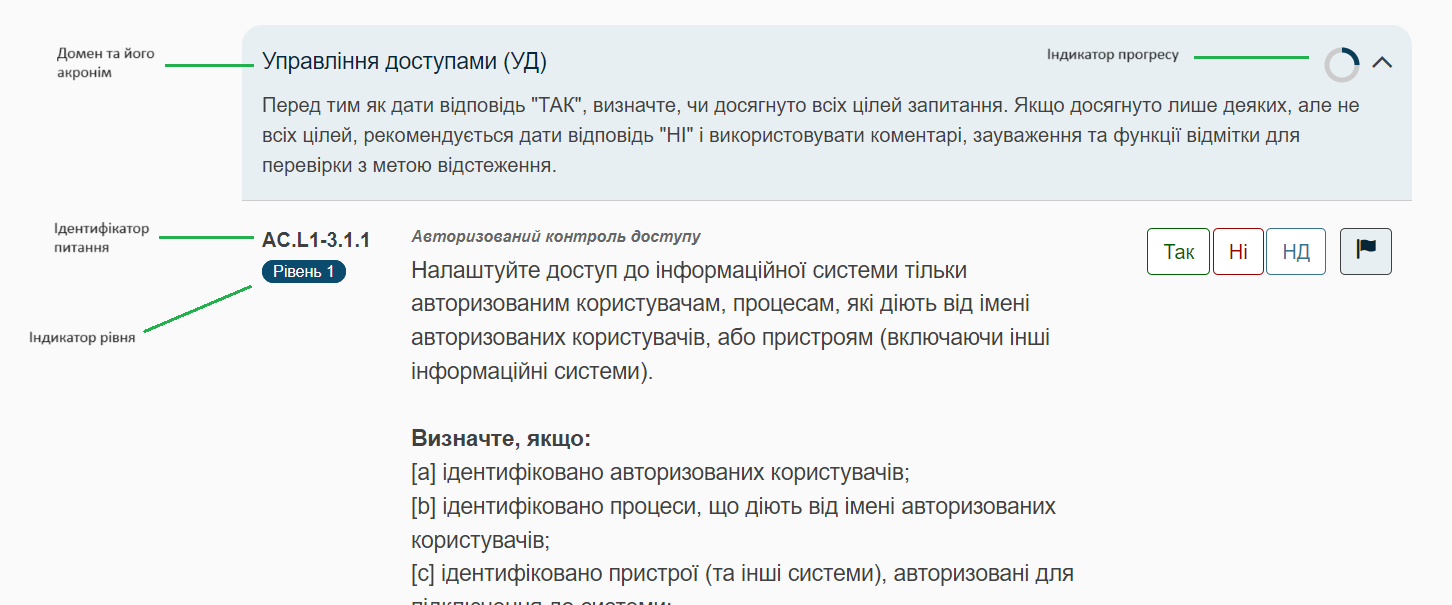 Домен та його
акронім
Управління доступами (УД)
Індикатор прогресу
Перед тим як дати відповідь "ТАК", визначте, чи досягнуто всіх цілей запитання. Якщо досягнуто лише деяких, але не
всіх цілей, рекомендується дати відповідь "НІ" і використовувати коментарі, зауваження та функції відмітки для
перевірки з метою відстеження.
Ідентифікатор
питання
AC.L1-3.1.1
Рівень 1
Індикатор рівня
Авторизований контроль доступу
Так
Ні
НД
Налаштуйте доступ до інформаційної системи тільки
авторизованим користувачам, процесам, які діють від імені
авторизованих користувачів, або пристроям (включаючи інші
інформаційні системи).
Визначте, якщо:
[a] ідентифіковано авторизованих користувачів;
[b] ідентифіковано процеси, що діють від імені авторизованих
користувачів;
[c] ідентифіковано пристрої (та інші системи), авторизовані для
підключення до системи;